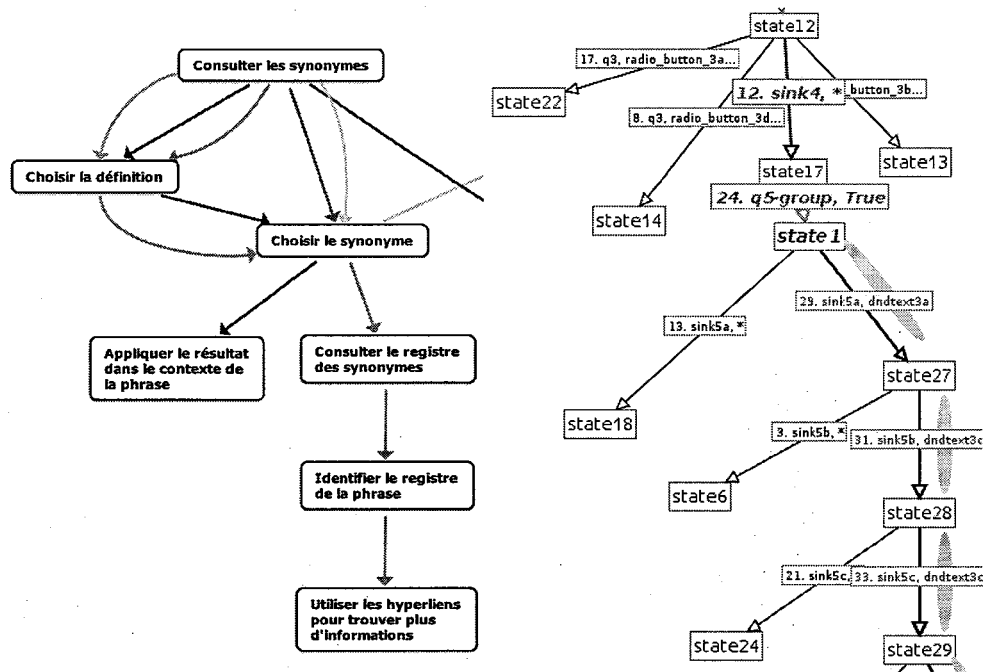 Consulter les synonymes
Choisir la définition
Choisir le synonyme
Appliquer le résultat
dans le contexte de
la phrase
Consulter le registre
des synonymes
Identifier le registre
de la phrase
Utiliser les hyperliens
pour trouver plus
d'informations
state12
17. q3, radio_button_3a...
12. sink4, *
_button_3b...
state22
8. q3, radio_button_3d...
state17
state13
24. q5-group, True
state14
state1
29. sink5a, dndtext3a
13. sink5a, *
state27
state18
3. sink5b, *
31. sink5b, dndtext3c
state6
state28
21. sink5c,
33. sink5c, dndtext3c
state24
state29